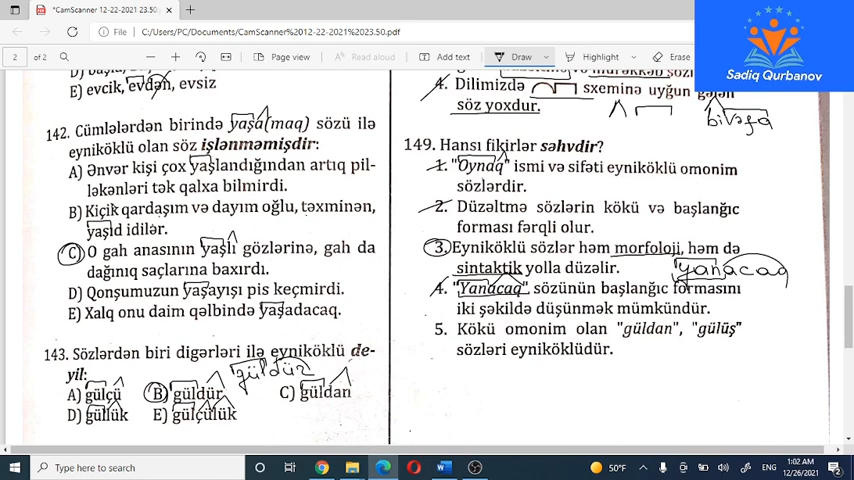 *CamScanner 12-22-2021 23.50.p
File
C:/Users/PC/Documents/CamScanner%2012-22-2021%2023.50.pdf
2
of 2
Page view
Read aloud
Add text
Draw
Highlight
Erase
Sadiq Qurbanov
E) evcik, evdən, evsiz
142. Cümlələrdən birində yaşa(maq) sözü ilə
eyniköklü olan söz işlənməmişdir:
A) Ənvər kişi çox yaşlandığından artıq pil-
ləkənləri tək qalxa bilmirdi.
B) Kiçik qardaşım və dayım oğlu, təxminən,
yaşıd idilər.
C) O gah anasının yaşlı gözlərinə, gah da
dağınıq saçlarına baxırdı.
D) Qonşumuzun yaşayışı pis keçmirdi.
E) Xalq onu daim qəlbində yaşadacaq.
143. Sözlərdən biri digərləri ilə eyniköklü de-
yil:
güldür
A) gülçü
B) güldür
C) güldan
D) güllük
E) gülçülük
4. Dilimizdə sxeminə uyğun gələn
söz yoxdur.
bivəfa
149. Hansı fikirlər səhvdir?
1. "Oynaq" ismi və sifəti eyniköklü omonim
sözlərdir.
2. Düzəltmə sözlərin kökü və başlanğıc
forması fərqli olur.
3. Eyniköklü sözlər həm morfoloji, həm də
sintaktik yolla düzəlir.
yanacaq
4. "Yanacaq" sözünün başlanğıc formasını
iki şəkildə düşünmək mümkündür.
5. Kökü omonim olan "güldan", "gülüş"
sözləri eyniköklüdür.
Type here to search
50°F
ENG
1:02 AM
12/26/2021
2